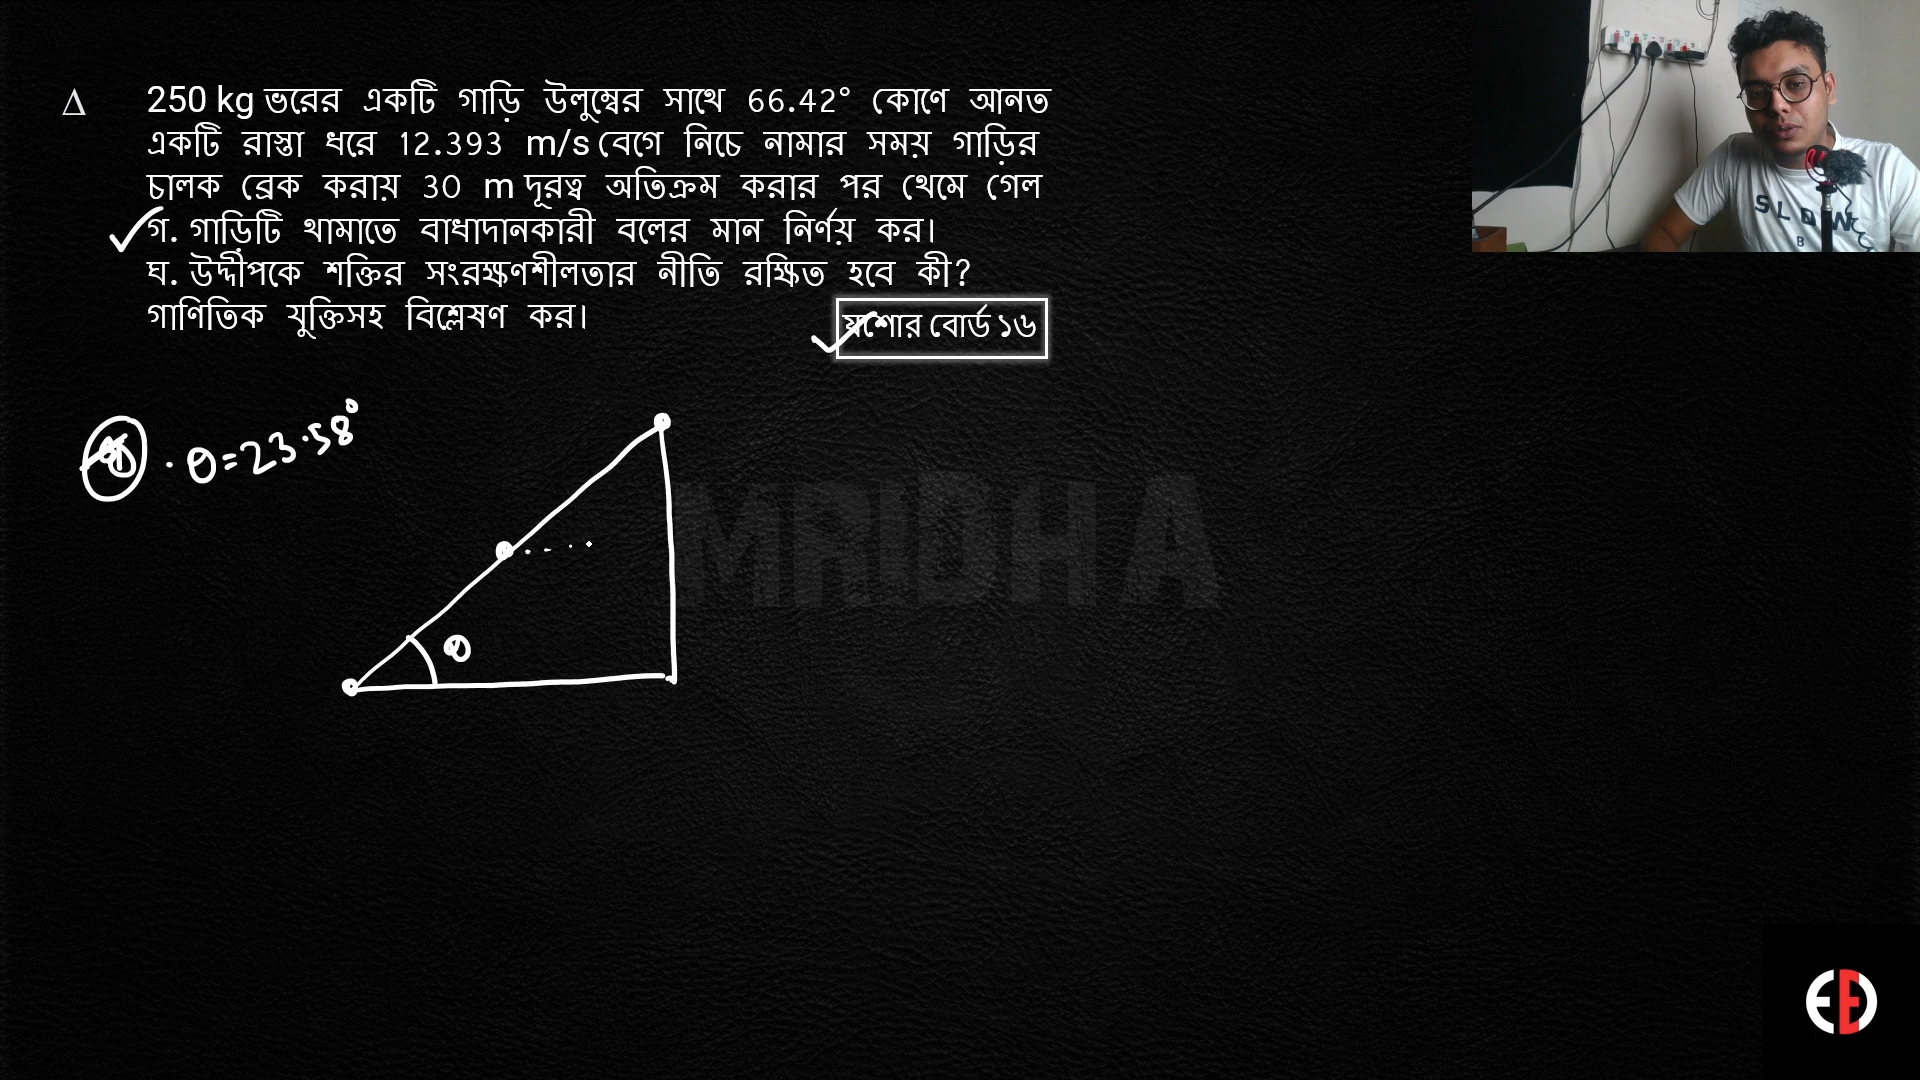 Δ 250 kg ভরের একটি গাড়ি উলুম্বের সাথে 66.42° কোণে আনত
একটি রাস্তা ধরে 12.393 m/s বেগে নিচে নামার সময় গাড়ির
চালক ব্রেক করায় 30 m দূরত্ব অতিক্রম করার পর থেমে গেল
গ. গাড়িটি থামাতে বাধাদানকারী বলের মান নির্ণয় কর।
ঘ. উদ্দীপকে শক্তির সংরক্ষণশীলতার নীতি রক্ষিত হবে কী?
গাণিতিক যুক্তিসহ বিশ্লেষণ কর।
যশোর বোর্ড ১৬
θ=23.58°
θ
MRIDHA
SLOW
B